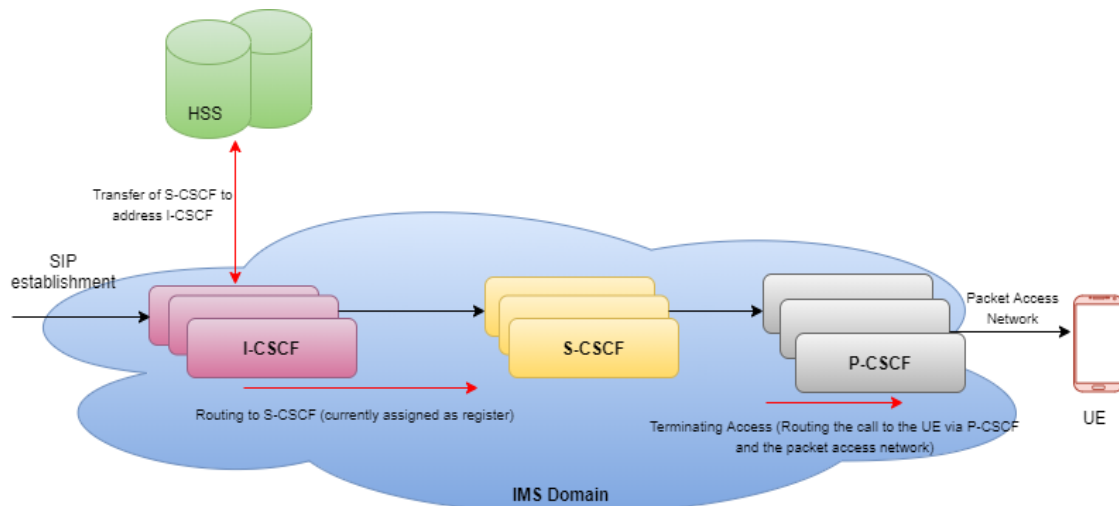 HSS
Transfer of S-CSCF to
address I-CSCF
SIP
establishment
I-CSCF
S-CSCF
P-CSCF
Packet Access
Network
UE
Routing to S-CSCF (currently assigned as register)
Terminating Access (Routing the call to the UE via P-CSCF
and the packet access network)
IMS Domain